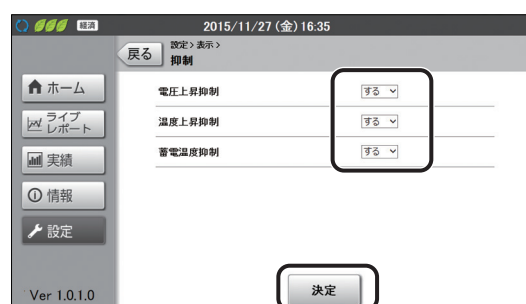 経済
2015/11/27 (金) 16:35
戻る
設定 > 表示 >
抑制
ホーム
ライブ
レポート
実績
情報
設定
電圧上昇抑制 する
温度上昇抑制 する
蓄電温度抑制 する
決定
Ver 1.0.1.0